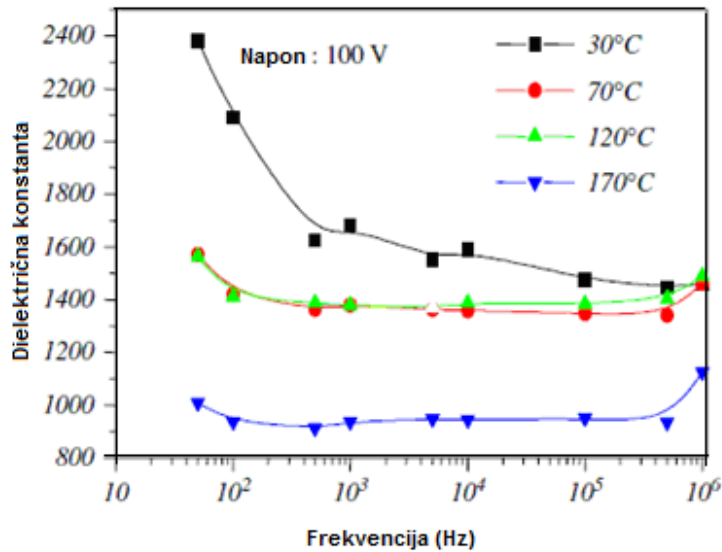 Dielektrična konstanta
2400
2200
2000
1800
1600
1400
1200
1000
800
Napon : 100 V
30°C
70°C
120°C
170°C
10 10² 10³ 10⁴ 10⁵ 10⁶
Frekvencija (Hz)